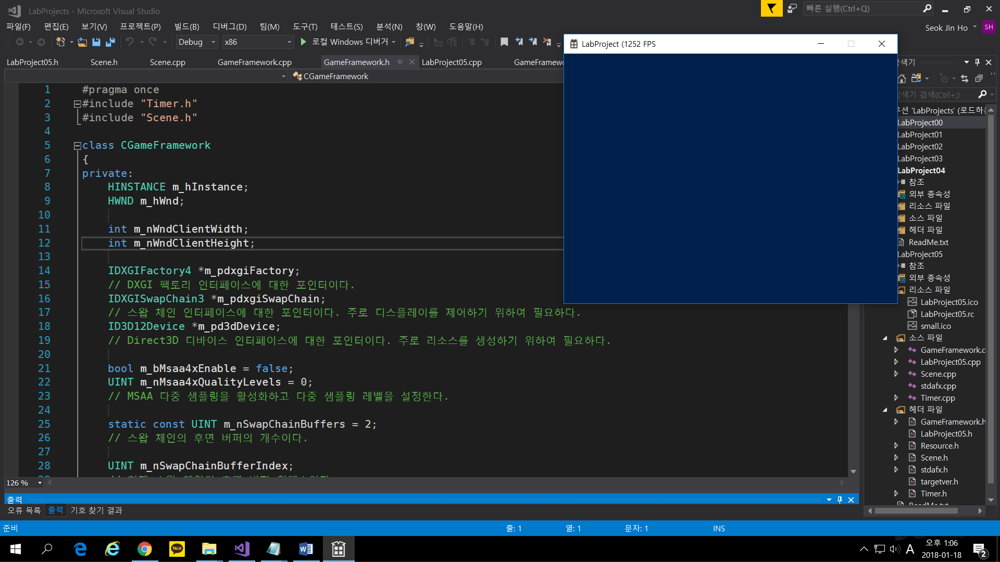 LabProjects - Microsoft Visual Studio
빠른 실행(Ctrl+Q)
파일(F) 편집(E) 보기(V) 프로젝트(P) 빌드(B) 디버그(D) 팀(M) 도구(T) 테스트(S) 분석(N) 창(W) 도움말(H)
Seok Jin Ho SH
Debug x86 로컬 Windows 디버거
LabProject (1252 FPS
LabProject05.h Scene.h Scene.cpp GameFramework.cpp GameFramework.h LabProject05.cpp GameFramewo
CGameFramework
1 #pragma once
2 #include "Timer.h"
3 #include "Scene.h"
4
5 class CGameFramework
6 {
7 private:
8 HINSTANCE m_hInstance;
9 HWND m_hWnd;
10
11 int m_nWndClientWidth;
12 int m_nWndClientHeight;
13
14 IDXGIFactory4 *m_pdxgiFactory;
15 // DXGI 팩토리 인터페이스에 대한 포인터이다.
16 IDXGISwapChain3 *m_pdxgiSwapChain;
17 // 스왑 체인 인터페이스에 대한 포인터이다. 주로 디스플레이를 제어하기 위하여 필요하다.
18 ID3D12Device *m_pd3dDevice;
19 // Direct3D 디바이스 인터페이스에 대한 포인터이다. 주로 리소스를 생성하기 위하여 필요하다.
20
21 bool m_bMsaa4xEnable = false;
22 UINT m_nMsaa4xQualityLevels = 0;
23 // MSAA 다중 샘플링을 활성화하고 다중 샘플링 레벨을 설정한다.
24
25 static const UINT m_nSwapChainBuffers = 2;
26 // 스왑 체인의 후면 버퍼의 개수이다.
27
28 UINT m_nSwapChainBufferIndex;
126 %
출력
오류 목록 출력 기호 찾기 결과
준비 줄: 1 열: 1 문자: 1 INS
색기
색기 검색(Ctrl+;)
루션 'LabProjects' (로드하는
LabProject00
LabProject01
LabProject02
LabProject03
LabProject04
참조
외부 종속성
리소스 파일
소스 파일
헤더 파일
ReadMe.txt
LabProject05
참조
외부 종속성
리소스 파일
LabProject05.ico
LabProject05.rc
small.ico
소스 파일
GameFramework.c
LabProject05.cpp
Scene.cpp
stdafx.cpp
Timer.cpp
헤더 파일
GameFramework.h
LabProject05.h
Resource.h
Scene.h
stdafx.h
targetver.h
Timer.h
ReadMe.txt
TALK
A
오후 1:06
2018-01-18
2